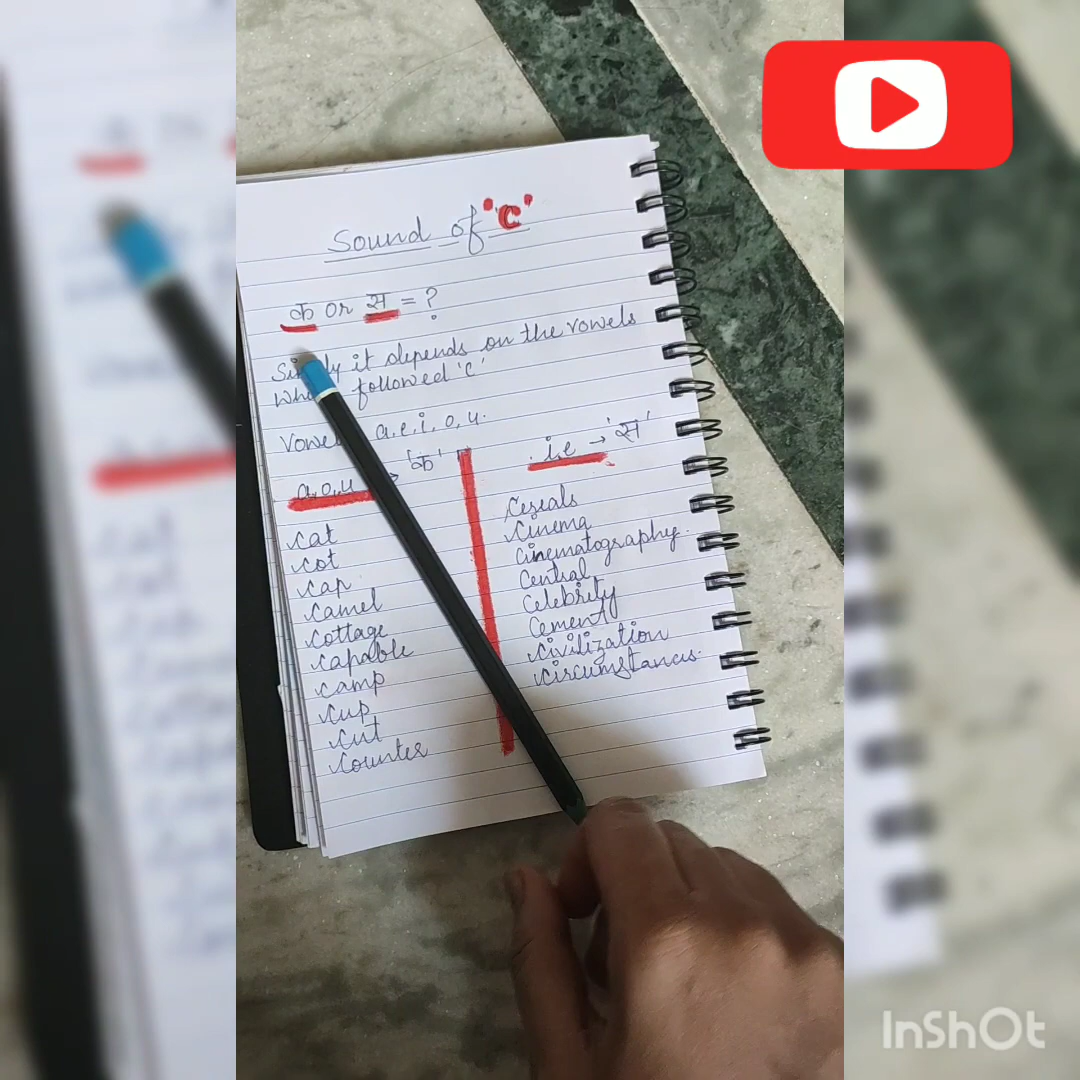 Sound of "C"
क or स = ?
it depends on the vowels
followed 'C'
a, e, i, o, u.
a, o, u → 'क'
i, e → 'स'
cat
cot
cap
camel
cottage
capable
camp
cup
cut
counter
cereals
cinema
cinematography.
central
celebrity
cement
civilization
circumstances.
InShOt